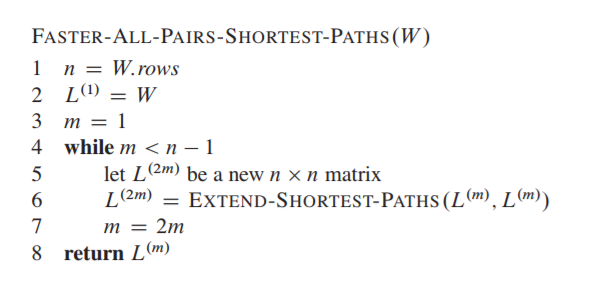 FASTER-ALL-PAIRS-SHORTEST-PATHS(W)
1 n = W.rows
2 L^(1) = W
3 m = 1
4 while m < n − 1
5 let L^(2m) be a new n × n matrix
6 L^(2m) = EXTEND-SHORTEST-PATHS(L^(m), L^(m))
7 m = 2m
8 return L^(m)